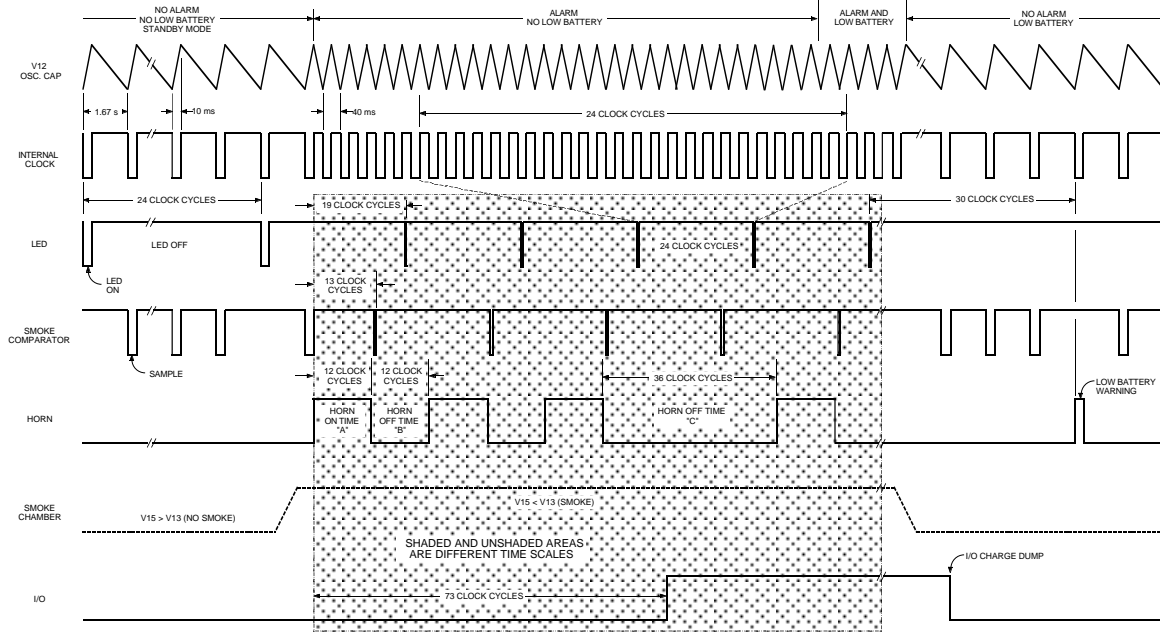 NO ALARM
NO LOW BATTERY
STANDBY MODE
ALARM
NO LOW BATTERY
ALARM AND
LOW BATTERY
NO ALARM
LOW BATTERY
V12
OSC. CAP
1.67 s
10 ms
40 ms
24 CLOCK CYCLES
INTERNAL
CLOCK
24 CLOCK CYCLES
19 CLOCK CYCLES
30 CLOCK CYCLES
LED
LED OFF
24 CLOCK CYCLES
LED
ON
13 CLOCK
CYCLES
SMOKE
COMPARATOR
SAMPLE
12 CLOCK
CYCLES
12 CLOCK
CYCLES
36 CLOCK CYCLES
LOW BATTERY
WARNING
HORN
HORN
ON TIME
"A"
HORN
OFF TIME
"B"
HORN OFF TIME
"C"
SMOKE
CHAMBER
V15 > V13 (NO SMOKE)
V15 < V13 (SMOKE)
SHADED AND UNSHADED AREAS
ARE DIFFERENT TIME SCALES
I/O CHARGE DUMP
I/O
73 CLOCK CYCLES